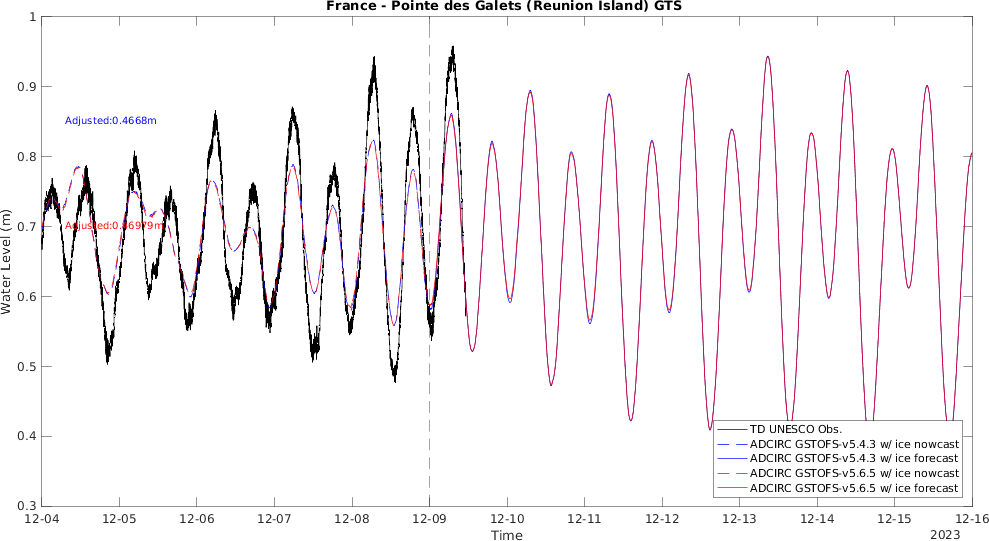 France - Pointe des Galets (Reunion Island) GTS
1
0.9
0.8
0.7
0.6
0.5
0.4
0.3
Water Level (m)
Adjusted:0.4668m
Adjusted:0.46979m
TD UNESCO Obs.
ADCIRC GSTOFS-v5.4.3 w/ ice nowcast
ADCIRC GSTOFS-v5.4.3 w/ ice forecast
ADCIRC GSTOFS-v5.6.5 w/ ice nowcast
ADCIRC GSTOFS-v5.6.5 w/ ice forecast
12-04 12-05 12-06 12-07 12-08 12-09 12-10 12-11 12-12 12-13 12-14 12-15 12-16
Time
2023